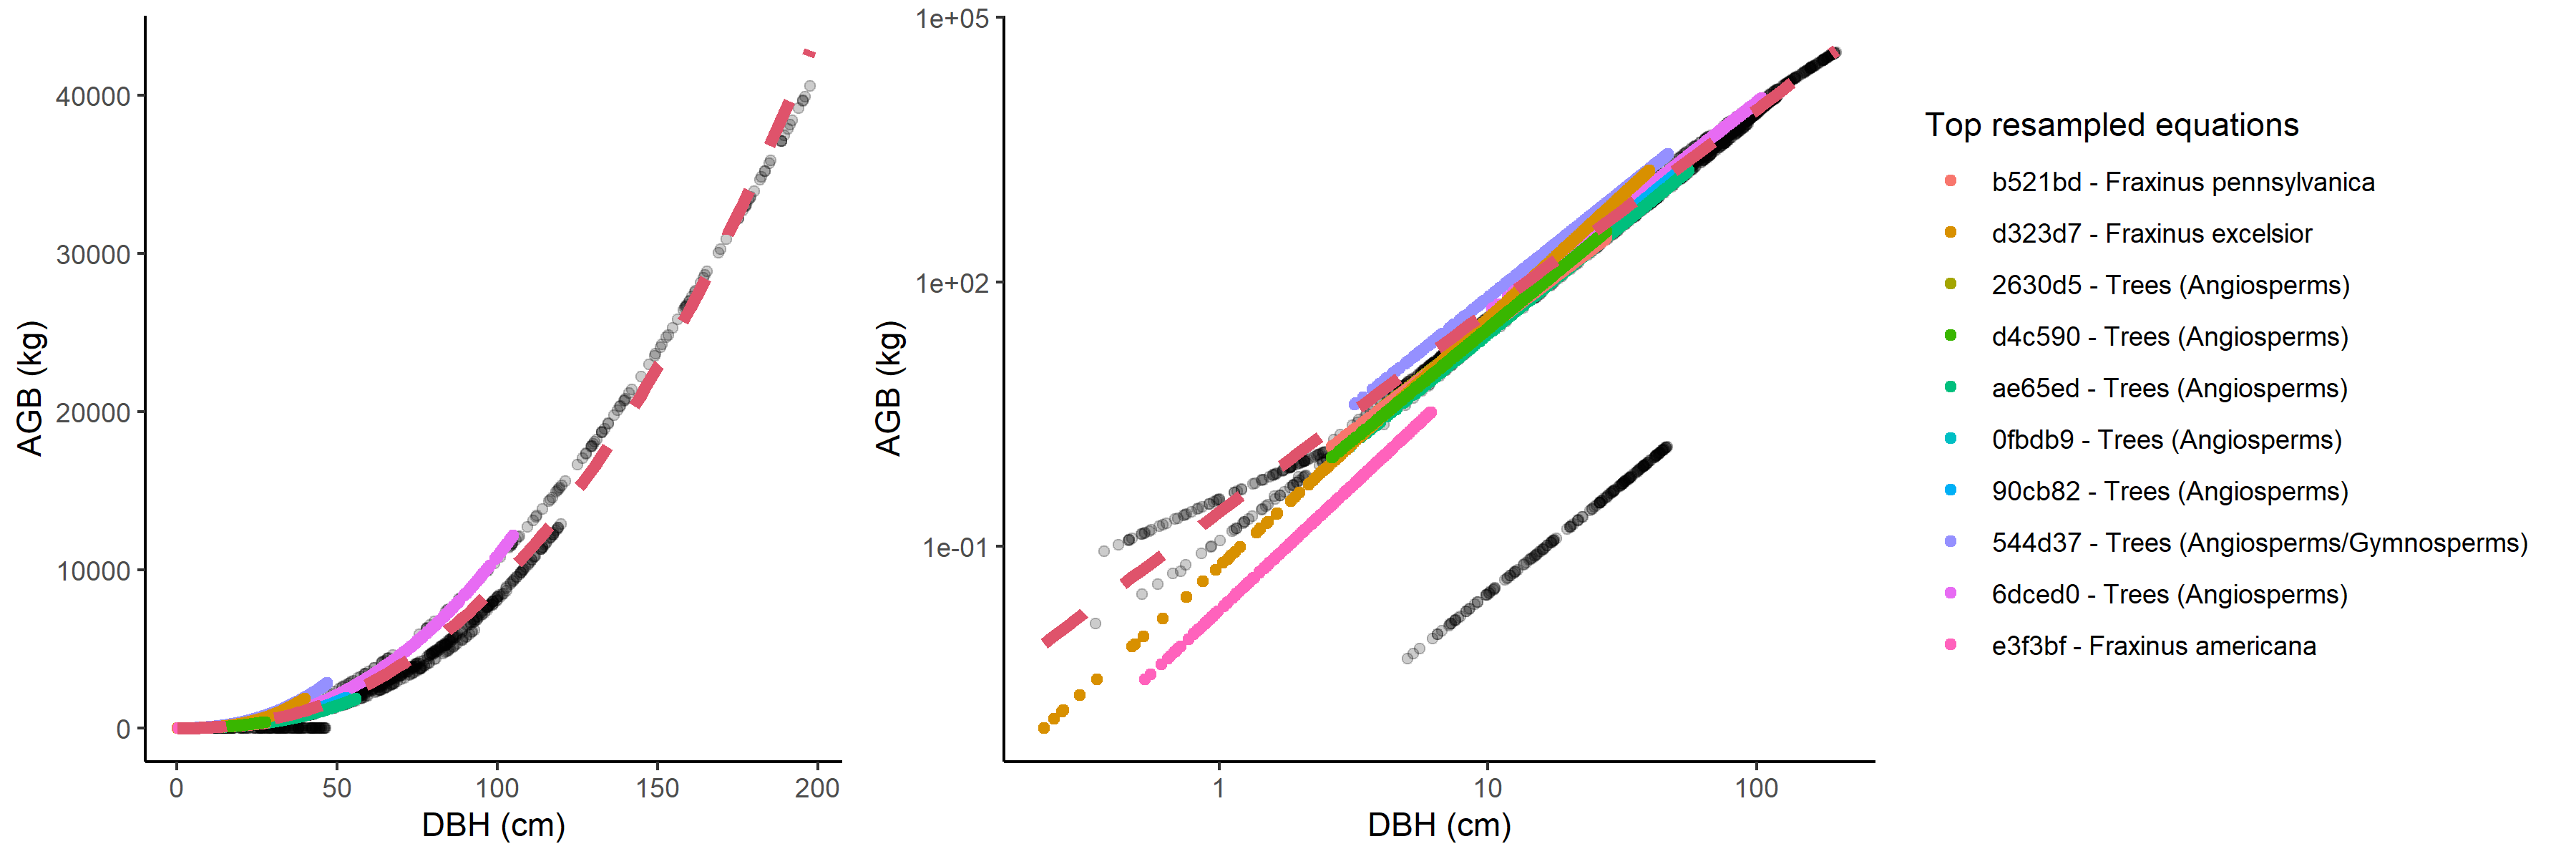 AGB (kg)
40000
30000
20000
10000
0
0 50 100 150 200
DBH (cm)
AGB (kg)
1e+05
1e+02
1e-01
1 10 100
DBH (cm)
Top resampled equations
b521bd - Fraxinus pennsylvanica
d323d7 - Fraxinus excelsior
2630d5 - Trees (Angiosperms)
d4c590 - Trees (Angiosperms)
ae65ed - Trees (Angiosperms)
0fbdb9 - Trees (Angiosperms)
90cb82 - Trees (Angiosperms)
544d37 - Trees (Angiosperms/Gymnosperms)
6dced0 - Trees (Angiosperms)
e3f3bf - Fraxinus americana